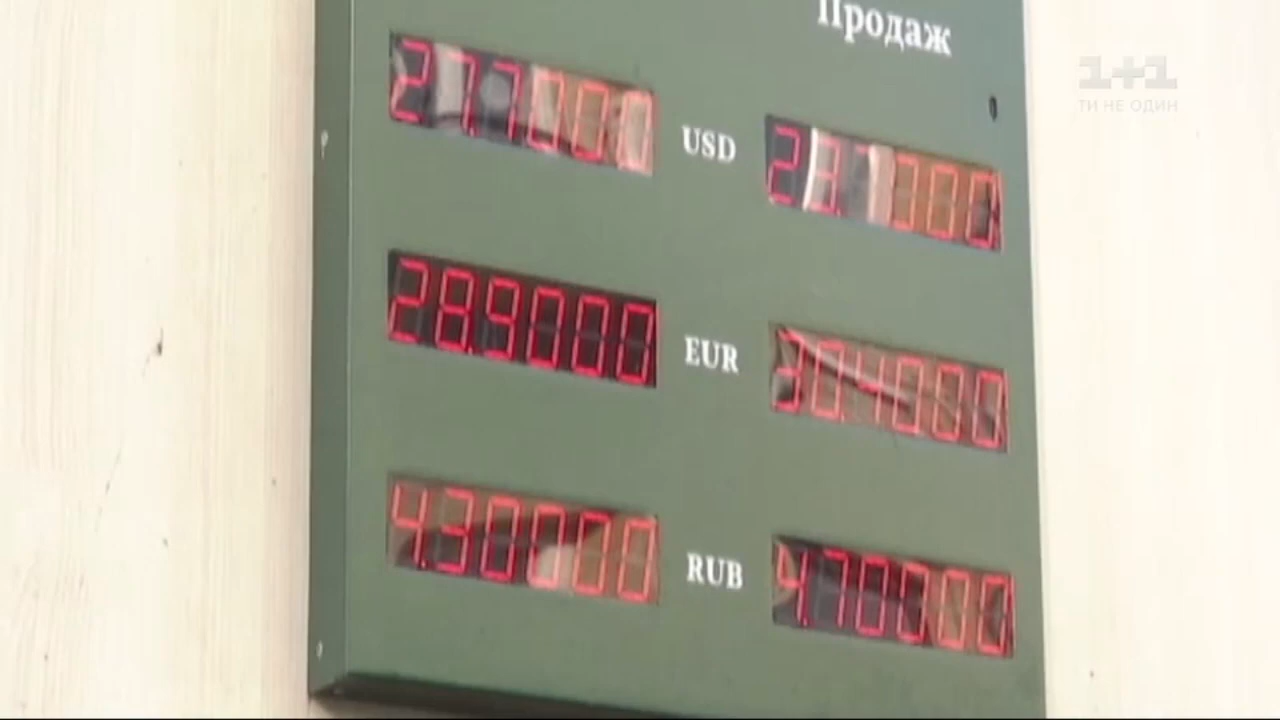 Продаж
1+1
ТИ НЕ ОДИН
27.7000 USD 28.1000
28.9000 EUR 30.4000
4.30000 RUB 4.70000